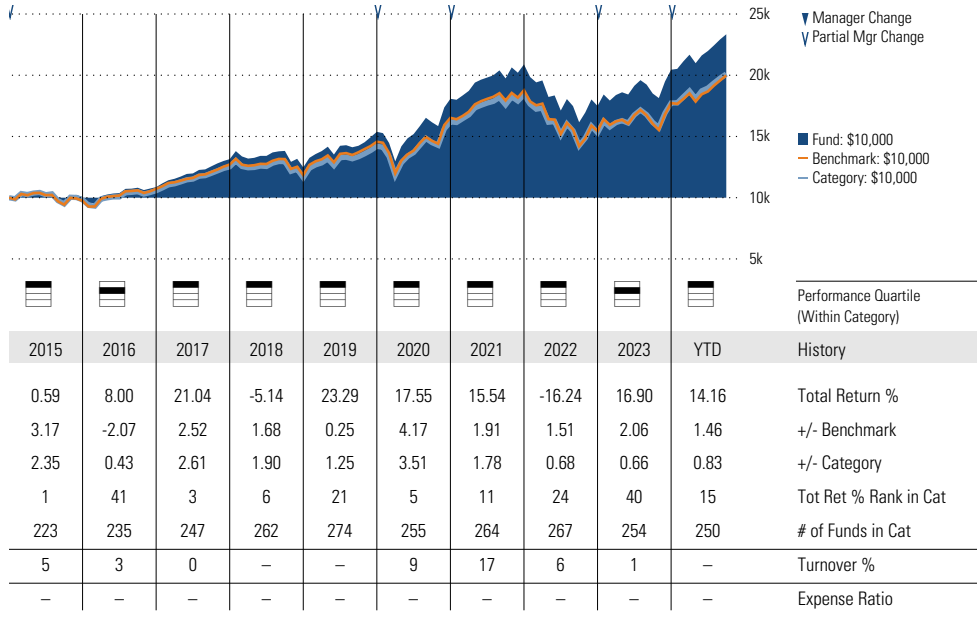 25k
20k
15k
10k
5k
Manager Change
Partial Mgr Change
Fund: $10,000
Benchmark: $10,000
Category: $10,000
Performance Quartile
(Within Category)
2015 2016 2017 2018 2019 2020 2021 2022 2023 YTD History
0.59 8.00 21.04 -5.14 23.29 17.55 15.54 -16.24 16.90 14.16 Total Return %
3.17 -2.07 2.52 1.68 0.25 4.17 1.91 1.51 2.06 1.46 +/- Benchmark
2.35 0.43 2.61 1.90 1.25 3.51 1.78 0.68 0.66 0.83 +/- Category
1 41 3 6 21 5 11 24 40 15 Tot Ret % Rank in Cat
223 235 247 262 274 255 264 267 254 250 # of Funds in Cat
5 3 0 – – 9 17 6 1 – Turnover %
– – – – – – – – – – Expense Ratio